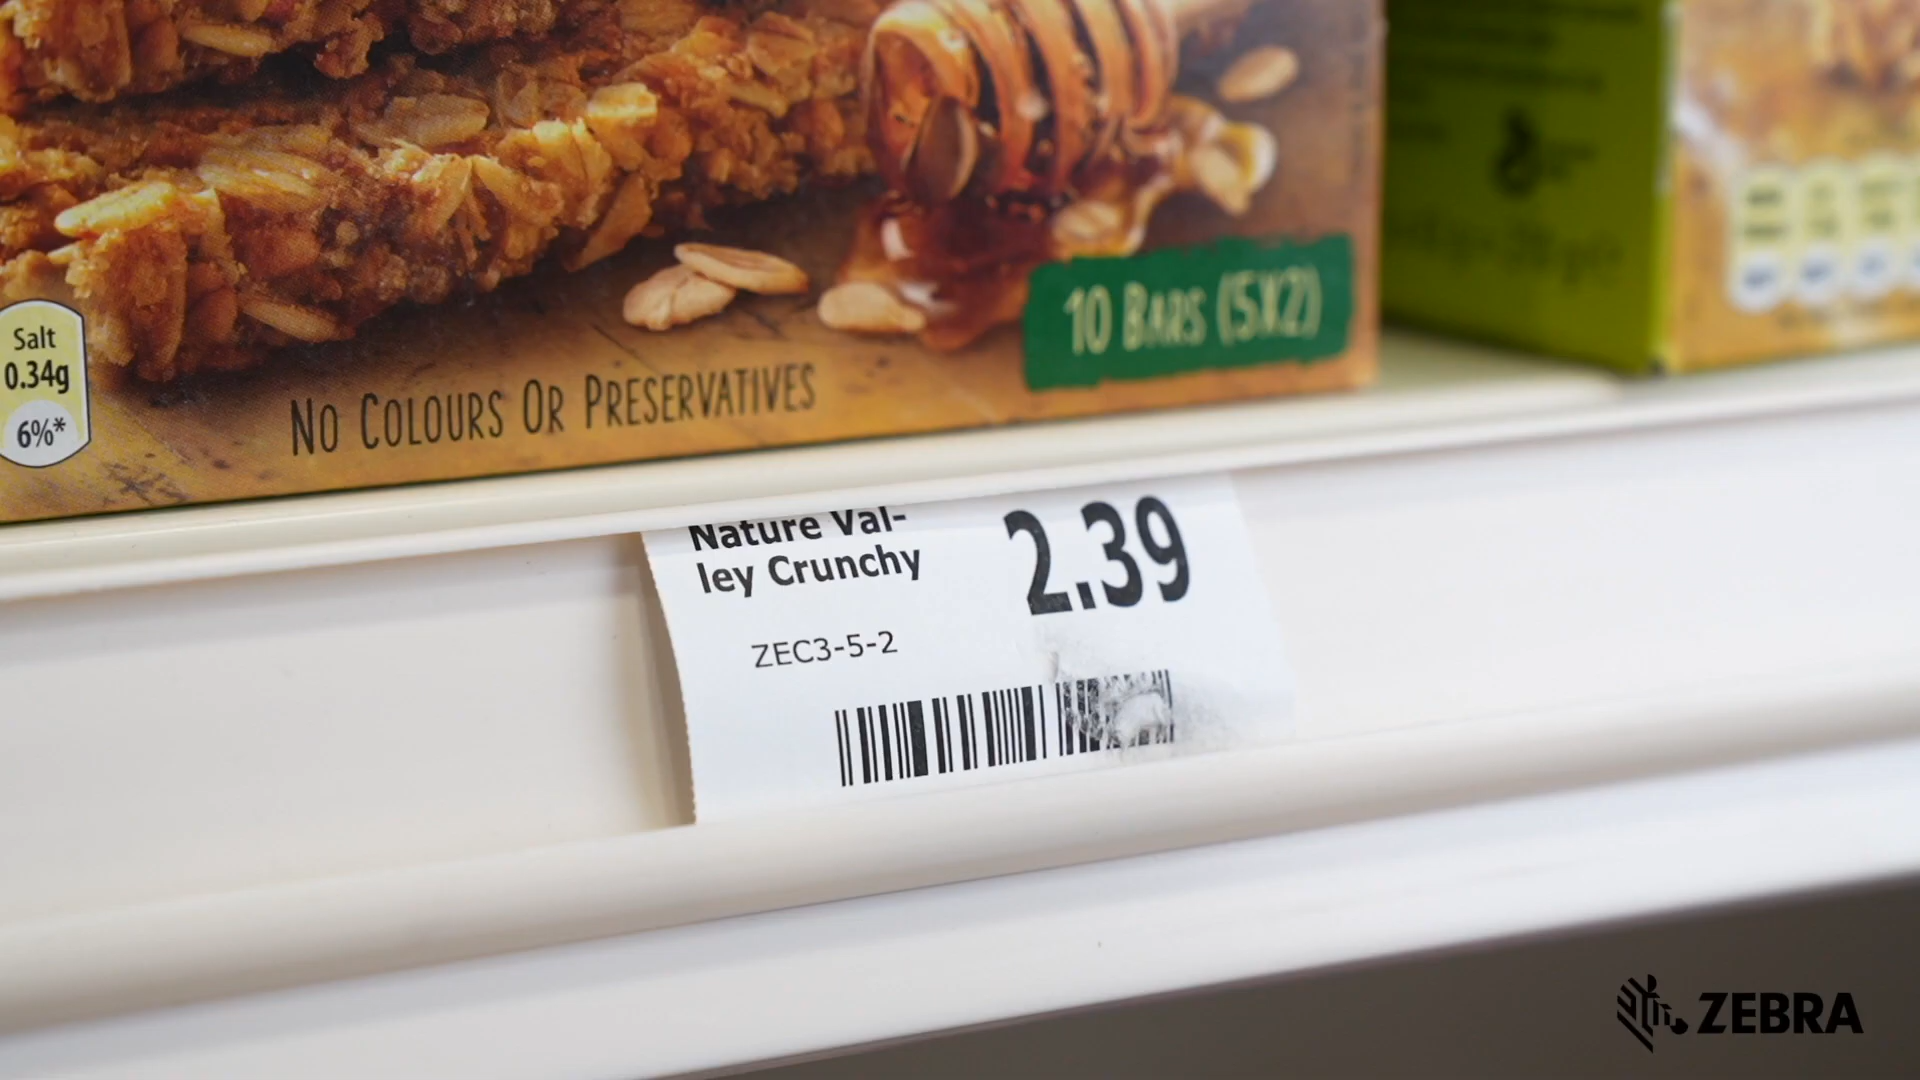 Salt
0.34g
6%*
No Colours Or Preservatives
10 Bars (5x2)
Nature Val-
ley Crunchy
2.39
ZEC3-5-2
ZEBRA